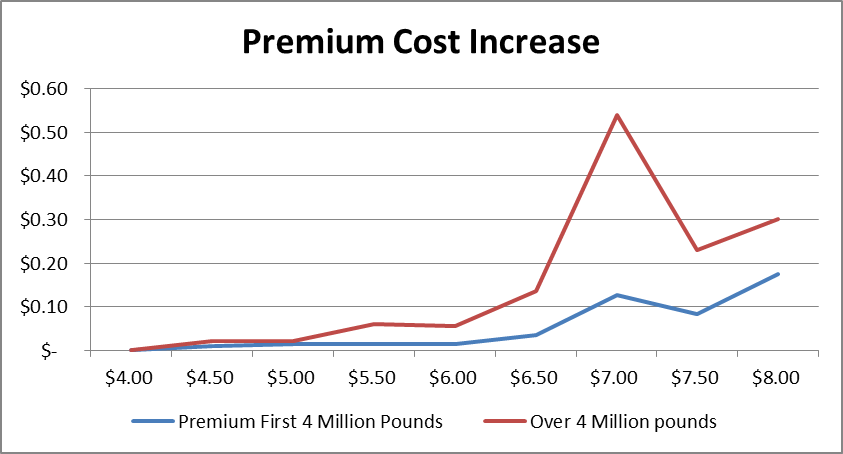 Premium Cost Increase
$0.60
$0.50
$0.40
$0.30
$0.20
$0.10
$-
$4.00 $4.50 $5.00 $5.50 $6.00 $6.50 $7.00 $7.50 $8.00
Premium First 4 Million Pounds Over 4 Million pounds